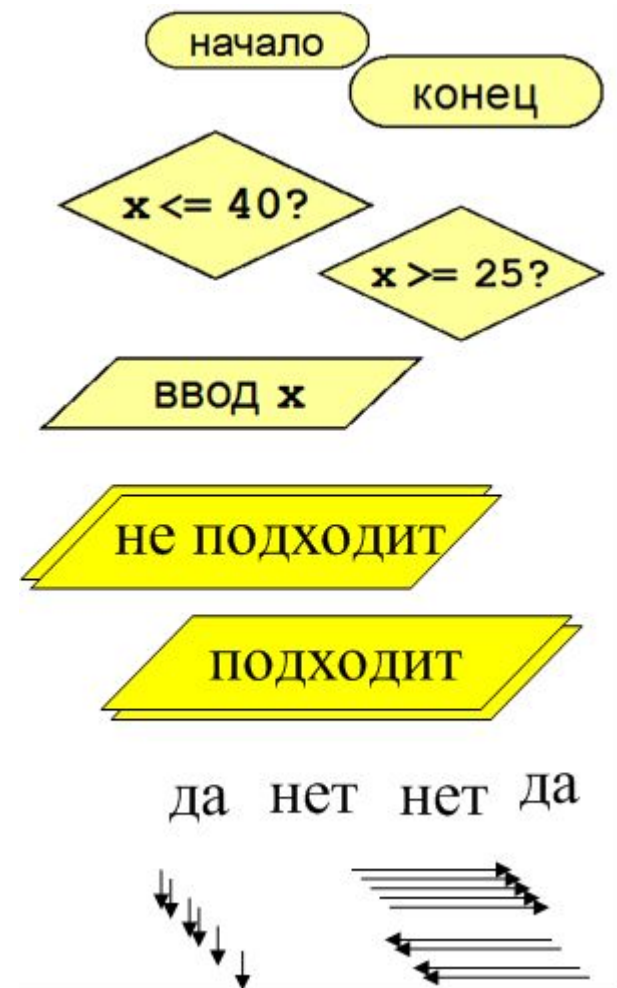 начало
конец
x <= 40?
x >= 25?
ввод x
не подходит
подходит
да нет нет да